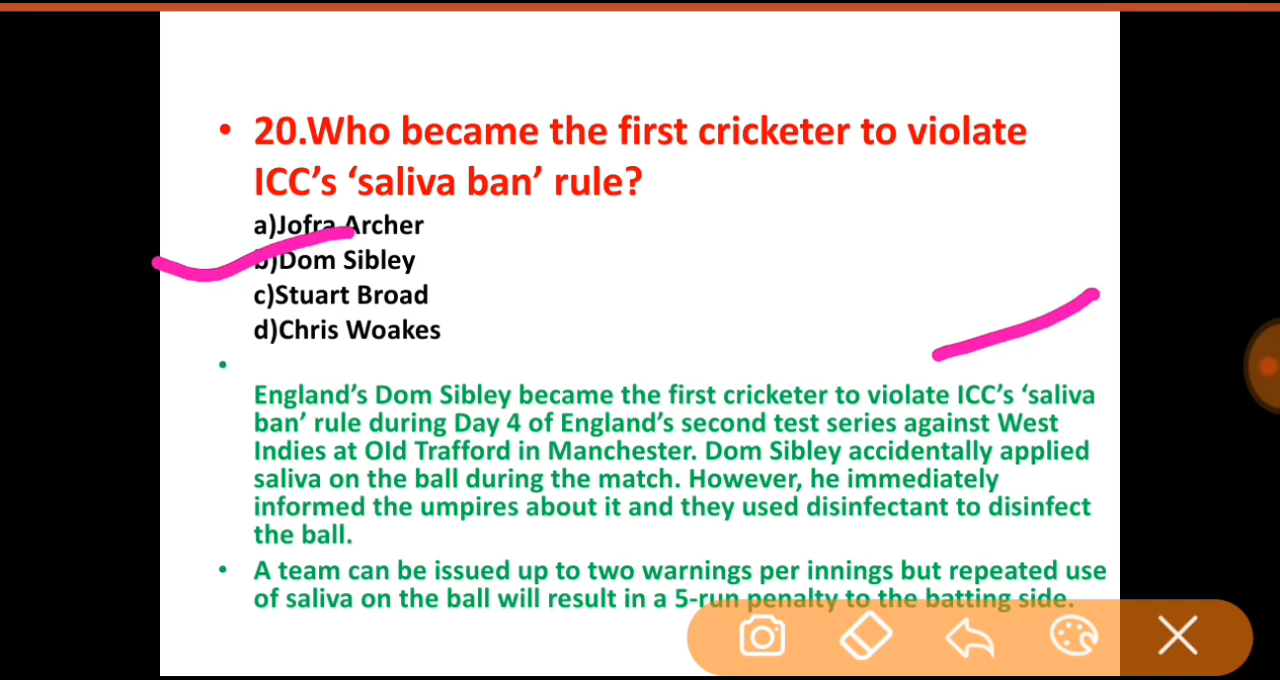 • 20.Who became the first cricketer to violate
ICC’s ‘saliva ban’ rule?
a)Jofra Archer
b)Dom Sibley
c)Stuart Broad
d)Chris Woakes
•
England’s Dom Sibley became the first cricketer to violate ICC’s ‘saliva
ban’ rule during Day 4 of England’s second test series against West
Indies at Old Trafford in Manchester. Dom Sibley accidentally applied
saliva on the ball during the match. However, he immediately
informed the umpires about it and they used disinfectant to disinfect
the ball.
• A team can be issued up to two warnings per innings but repeated use
of saliva on the ball will result in a 5-run penalty to the batting side.